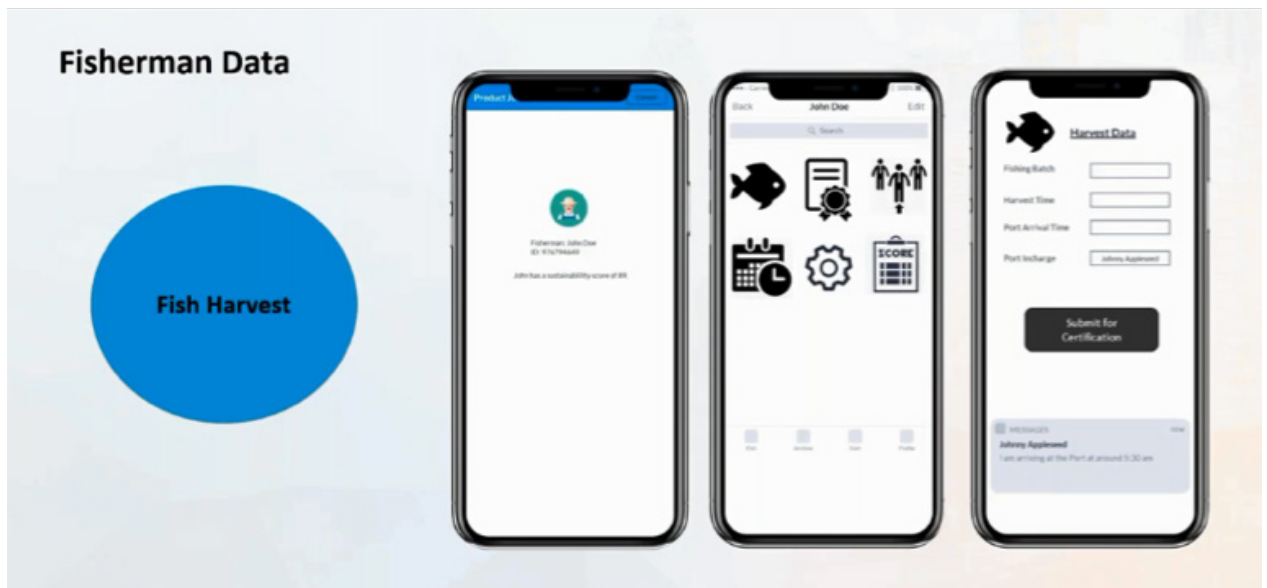 Fisherman Data
Fish Harvest
Product
Fisherman: John Doe
John has a sustainability score of 89.
Back
John Doe
Edit
Search
SCORE
Profile
Harvest Data
Fishing Batch
Harvest Time
Port Arrival Time
Port Incharge
Johnny Appleseed
Submit for
Certification
MESSAGES
now
Johnny Appleseed
I am arriving at the Port at around 5:30 am